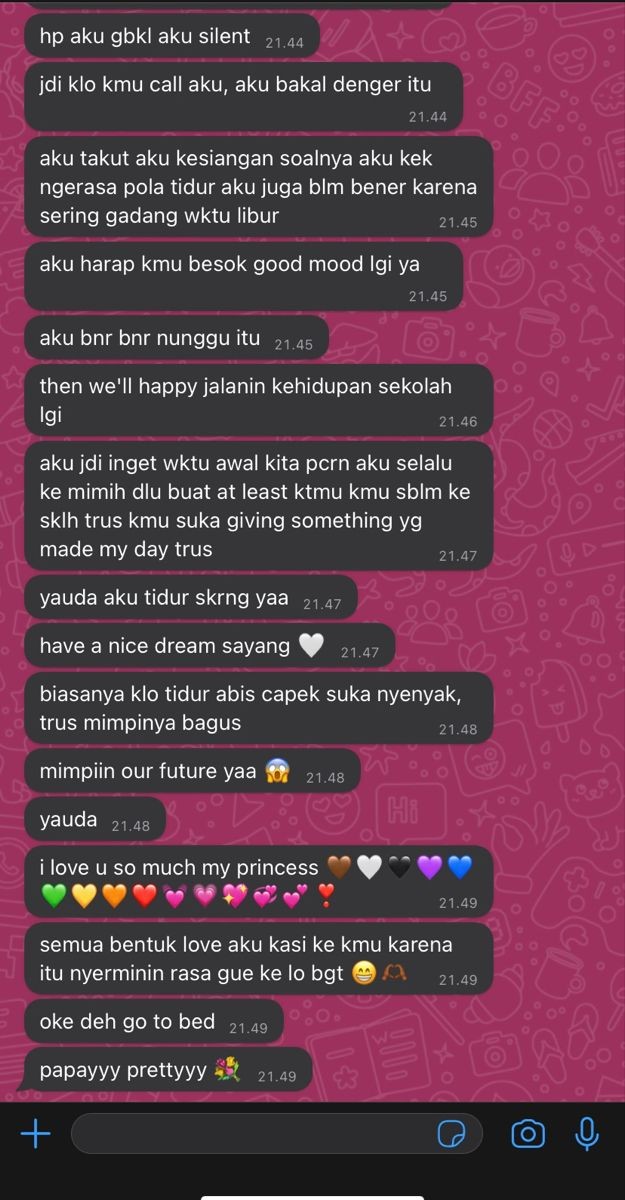 hp aku gbkl aku silent 21.44
jdi klo kmu call aku, aku bakal denger itu
21.44
aku takut aku kesiangan soalnya aku kek
ngerasa pola tidur aku juga blm bener karena
sering gadang wktu libur 21.45
aku harap kmu besok good mood lgi ya
21.45
aku bnr bnr nunggu itu 21.45
then we'll happy jalanin kehidupan sekolah
lgi 21.46
aku jdi inget wktu awal kita pcrn aku selalu
ke mimih dlu buat at least ktmu kmu sblm ke
sklh trus kmu suka giving something yg
made my day trus 21.47
yauda aku tidur skrng yaa 21.47
have a nice dream sayang 🤍 21.47
biasanya klo tidur abis capek suka nyenyak,
trus mimpinya bagus 21.48
mimpiin our future yaa 😱 21.48
yauda 21.48
i love u so much my princess 🤎🤍🖤💜💙
💚💛🧡❤️💓💗💖💞💕❣️ 21.49
semua bentuk love aku kasi ke kmu karena
itu nyerminin rasa gue ke lo bgt 😁🫶🏾 21.49
oke deh go to bed 21.49
papayyy prettyyy 💐 21.49